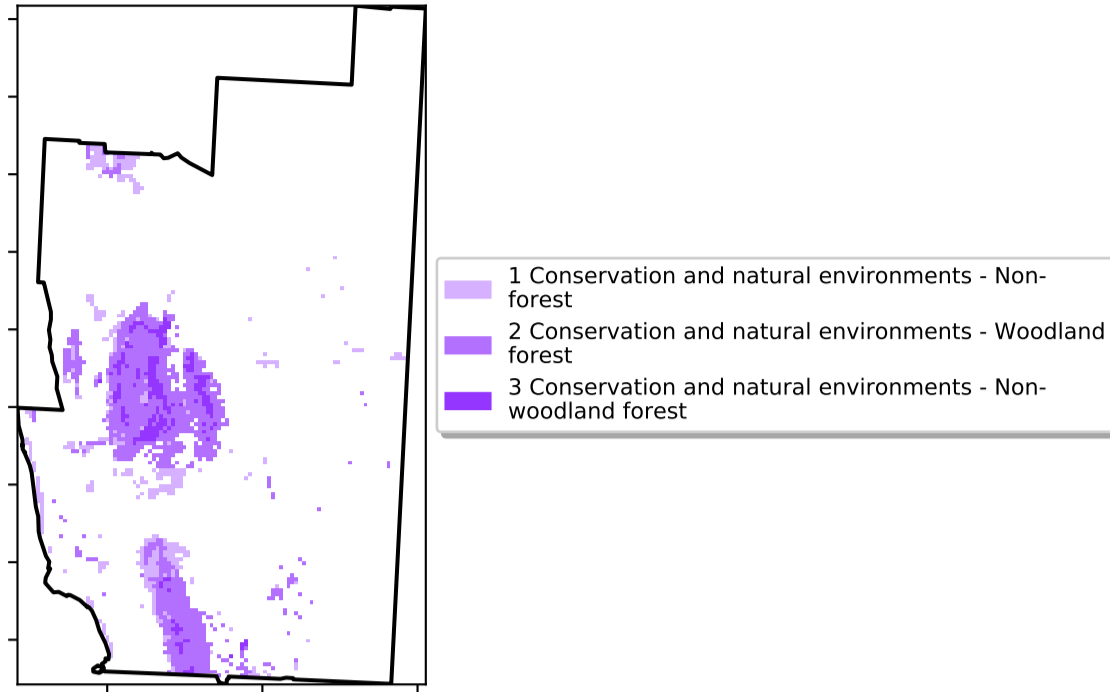 1 Conservation and natural environments - Non-
forest
2 Conservation and natural environments - Woodland
forest
3 Conservation and natural environments - Non-
woodland forest